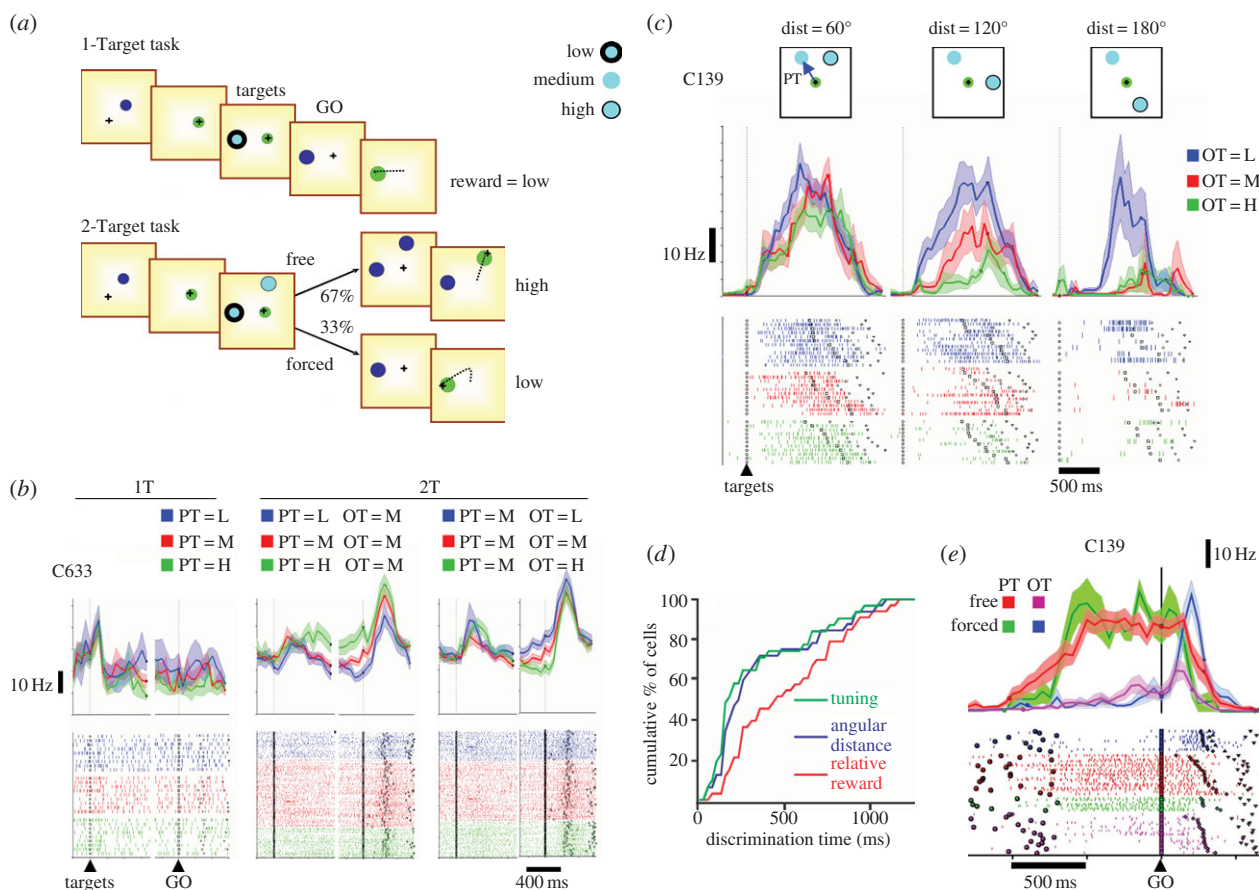 (a)
1-Target task
low
medium
high
targets
GO
reward = low
2-Target task
free
67%
33%
forced
high
low
(b)
1T
2T
PT = L
PT = M
PT = H
PT = L OT = M
PT = M OT = M
PT = H OT = M
PT = M OT = L
PT = M OT = M
PT = M OT = H
C633
10 Hz
targets
GO
400 ms
(c)
dist = 60°
dist = 120°
dist = 180°
C139
PT
OT = L
OT = M
OT = H
10 Hz
targets
500 ms
(d)
cumulative % of cells
100
80
60
40
20
0
500
1000
discrimination time (ms)
tuning
angular
distance
relative
reward
(e)
C139
10 Hz
PT OT
free
forced
500 ms
GO